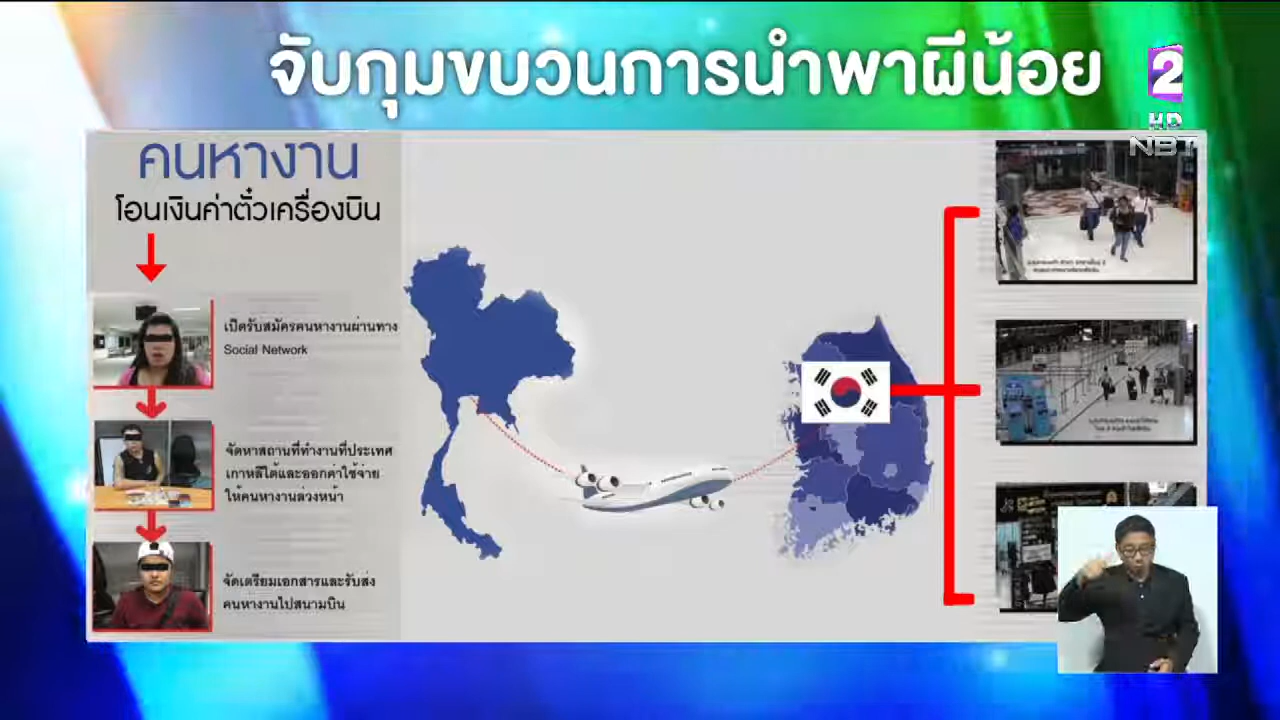 จับกุมขบวนการนำพาผีน้อย
2
HD
NBT
คนหางาน
โอนเงินค่าตั๋วเครื่องบิน
เปิดรับสมัครคนหางานผ่านทาง
Social Network
จัดหาสถานที่ทำงานที่ประเทศ
เกาหลีใต้และออกค่าใช้จ่าย
ให้คนหางานล่วงหน้า
จัดเตรียมเอกสารและรับส่ง
คนหางานไปสนามบิน